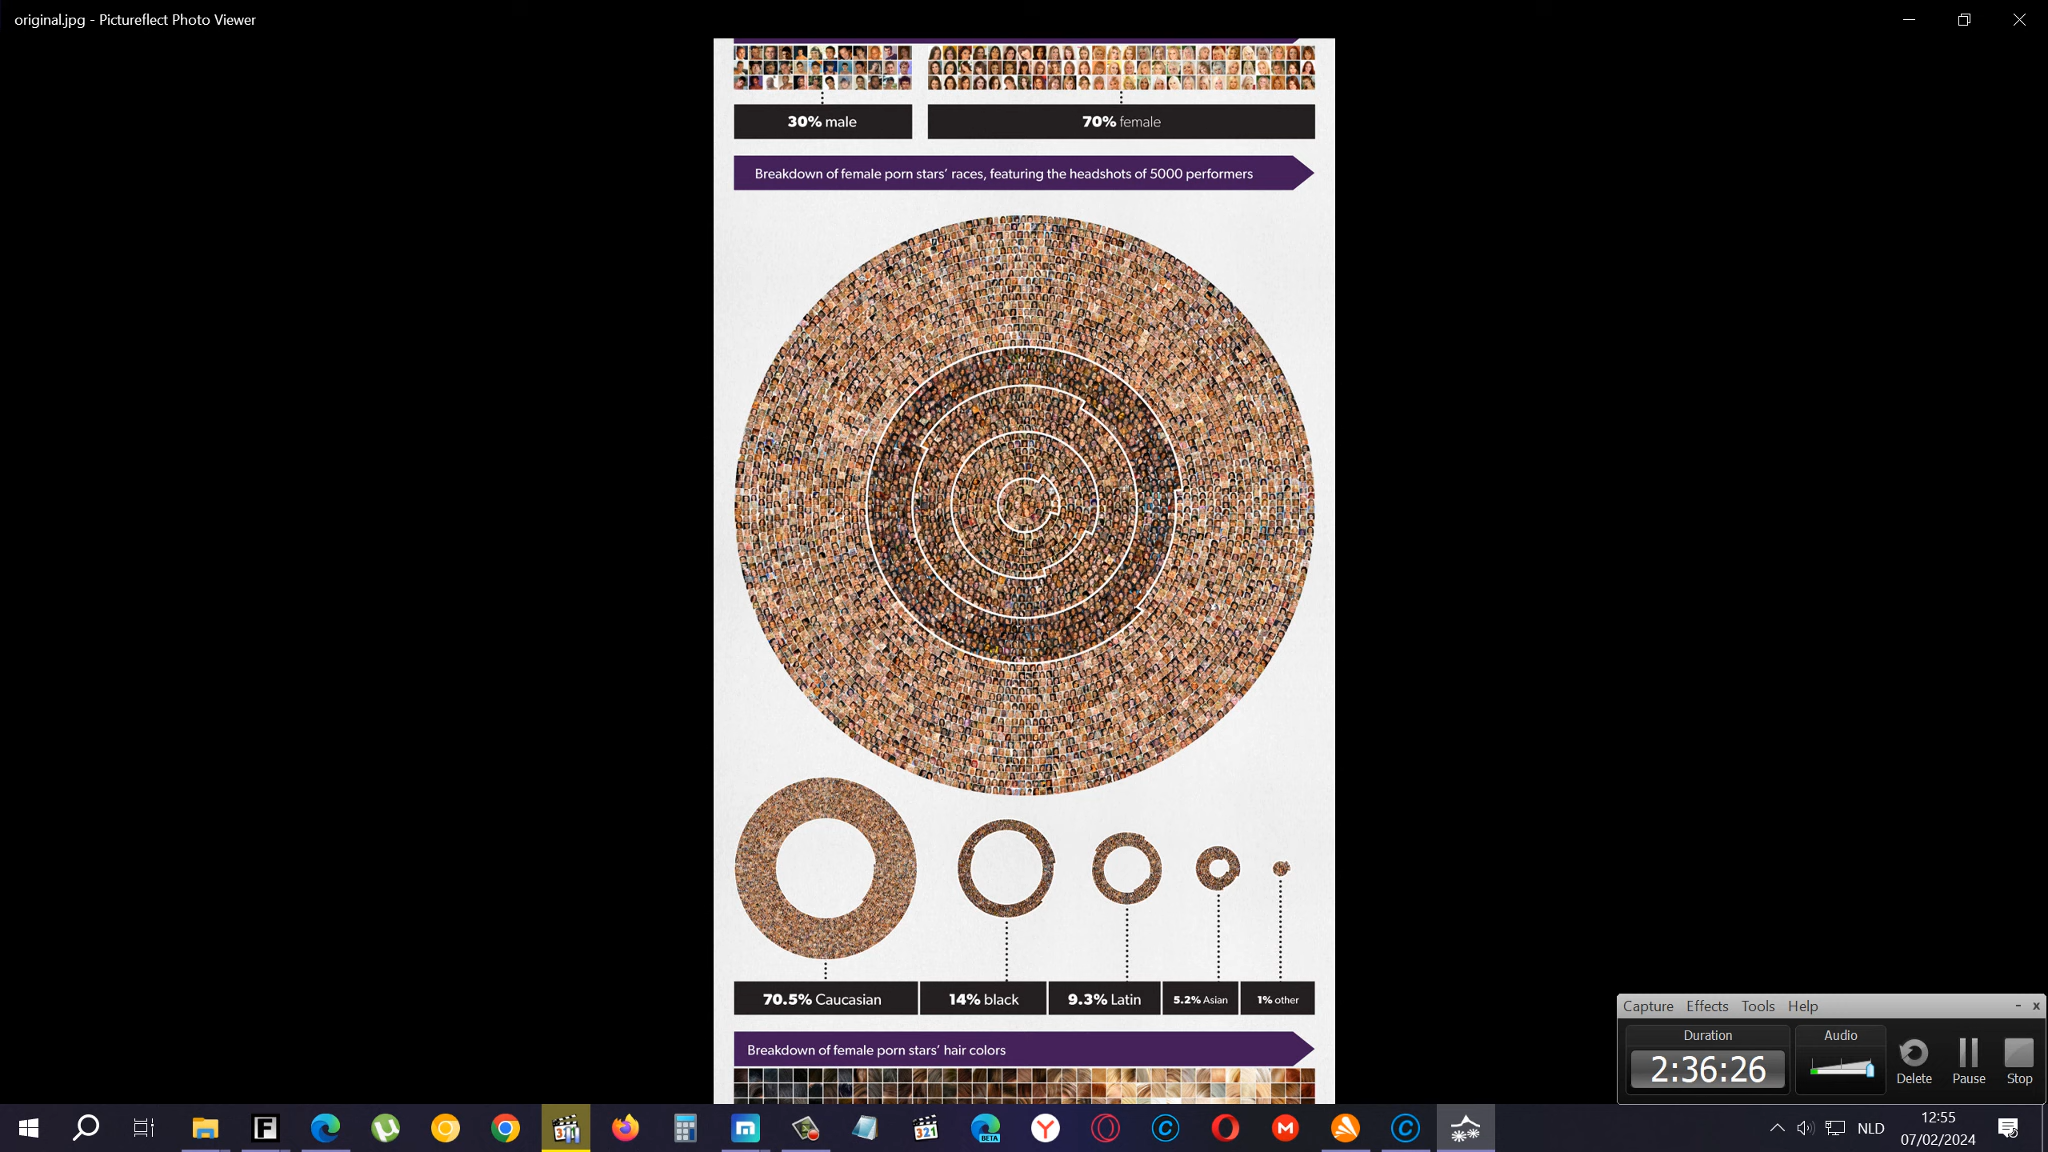 original.jpg - Pictureflect Photo Viewer
30% male
70% female
Breakdown of female porn stars' races, featuring the headshots of 5000 performers
70.5% Caucasian
14% black
9.3% Latin
5.2% Asian
1% other
Breakdown of female porn stars' hair colors
Capture Effects Tools Help
Duration
Audio
2:36:26
Delete
Pause
Stop
321
BETA
NLD
12:55
07/02/2024